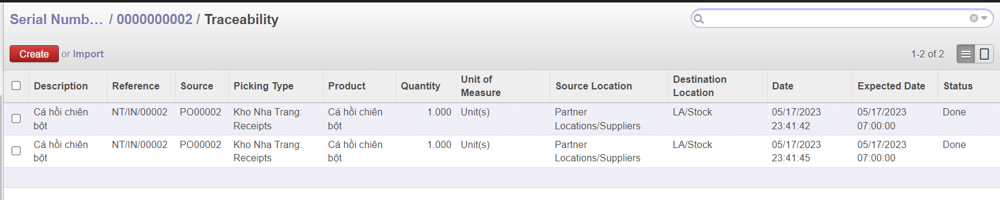 Serial Numb... / 0000000002 / Traceability
Create or Import
1-2 of 2
Description Reference Source Picking Type Product Quantity Unit of Measure Source Location Destination Location Date Expected Date Status
Cá hồi chiên bột NT/IN/00002 PO00002 Kho Nha Trang: Receipts Cá hồi chiên bột 1.000 Unit(s) Partner Locations/Suppliers LA/Stock 05/17/2023 23:41:42 05/17/2023 07:00:00 Done
Cá hồi chiên bột NT/IN/00002 PO00002 Kho Nha Trang: Receipts Cá hồi chiên bột 1.000 Unit(s) Partner Locations/Suppliers LA/Stock 05/17/2023 23:41:45 05/17/2023 07:00:00 Done